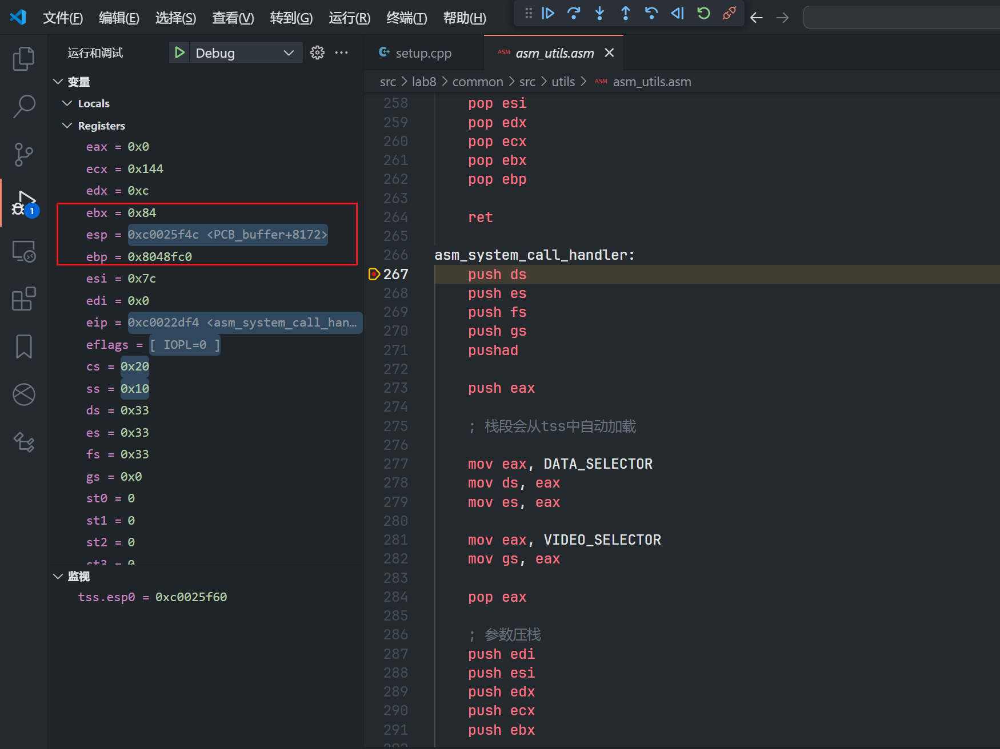 文件(F) 编辑(E) 选择(S) 查看(V) 转到(G) 运行(R) 终端(T) 帮助(H)
运行和调试 Debug
变量
Locals
Registers
eax = 0x0
ecx = 0x144
edx = 0xc
ebx = 0x84
esp = 0xc0025f4c <PCB_buffer+8172>
ebp = 0x8048fc0
esi = 0x7c
edi = 0x0
eip = 0xc0022df4 <asm_system_call_han…
eflags = [ IOPL=0 ]
cs = 0x20
ss = 0x10
ds = 0x33
es = 0x33
fs = 0x33
gs = 0x0
st0 = 0
st1 = 0
st2 = 0
st3 = 0
监视
tss.esp0 = 0xc0025f60
1
setup.cpp
ASM asm_utils.asm
src > lab8 > common > src > utils > ASM asm_utils.asm
258 pop esi
259 pop edx
260 pop ecx
261 pop ebx
262 pop ebp
263
264 ret
265
266 asm_system_call_handler:
267 push ds
268 push es
269 push fs
270 push gs
271 pushad
272
273 push eax
274
275 ; 栈段会从tss中自动加载
276
277 mov eax, DATA_SELECTOR
278 mov ds, eax
279 mov es, eax
280
281 mov eax, VIDEO_SELECTOR
282 mov gs, eax
283
284 pop eax
285
286 ; 参数压栈
287 push edi
288 push esi
289 push edx
290 push ecx
291 push ebx
292